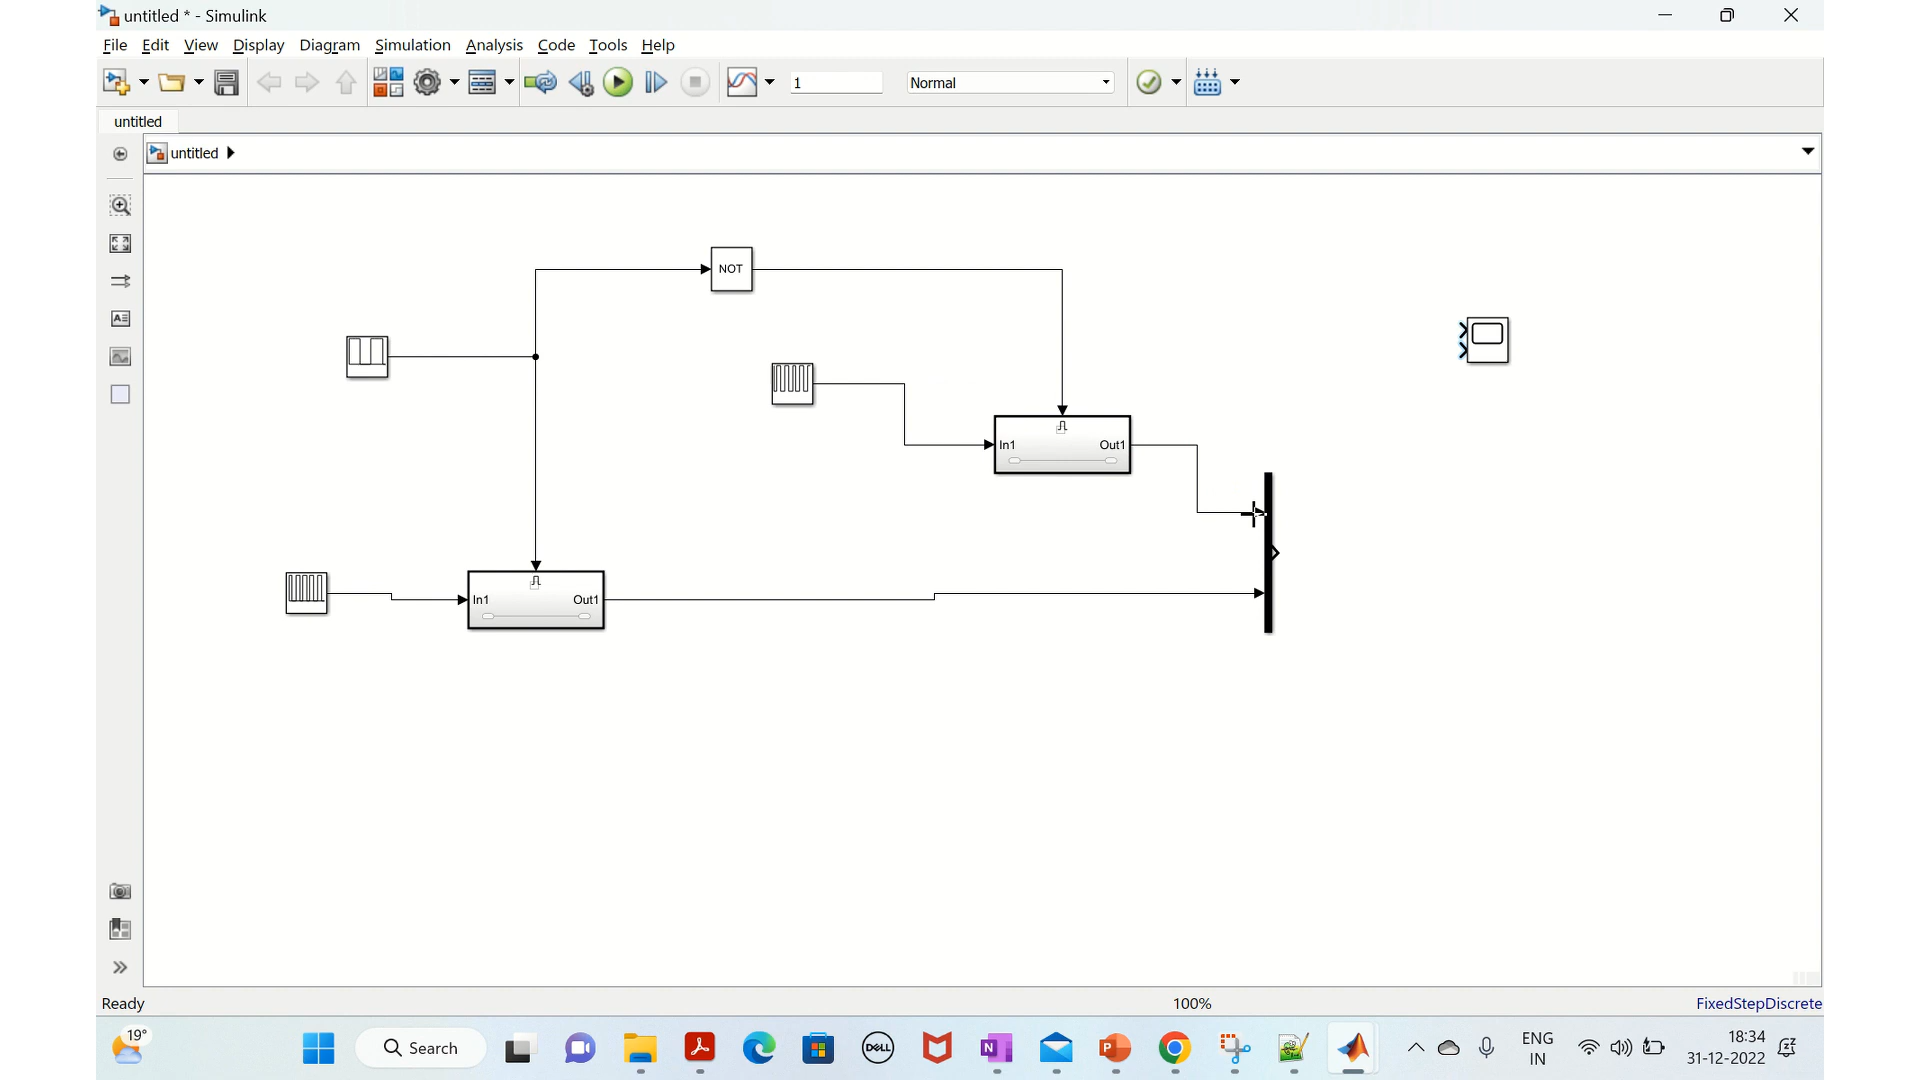 untitled * - Simulink
File Edit View Display Diagram Simulation Analysis Code Tools Help
1 Normal
untitled
untitled
NOT
In1 Out1
In1 Out1
Ready 100% FixedStepDiscrete
19°
Search
DELL
N
P
ENG
IN
18:34
31-12-2022